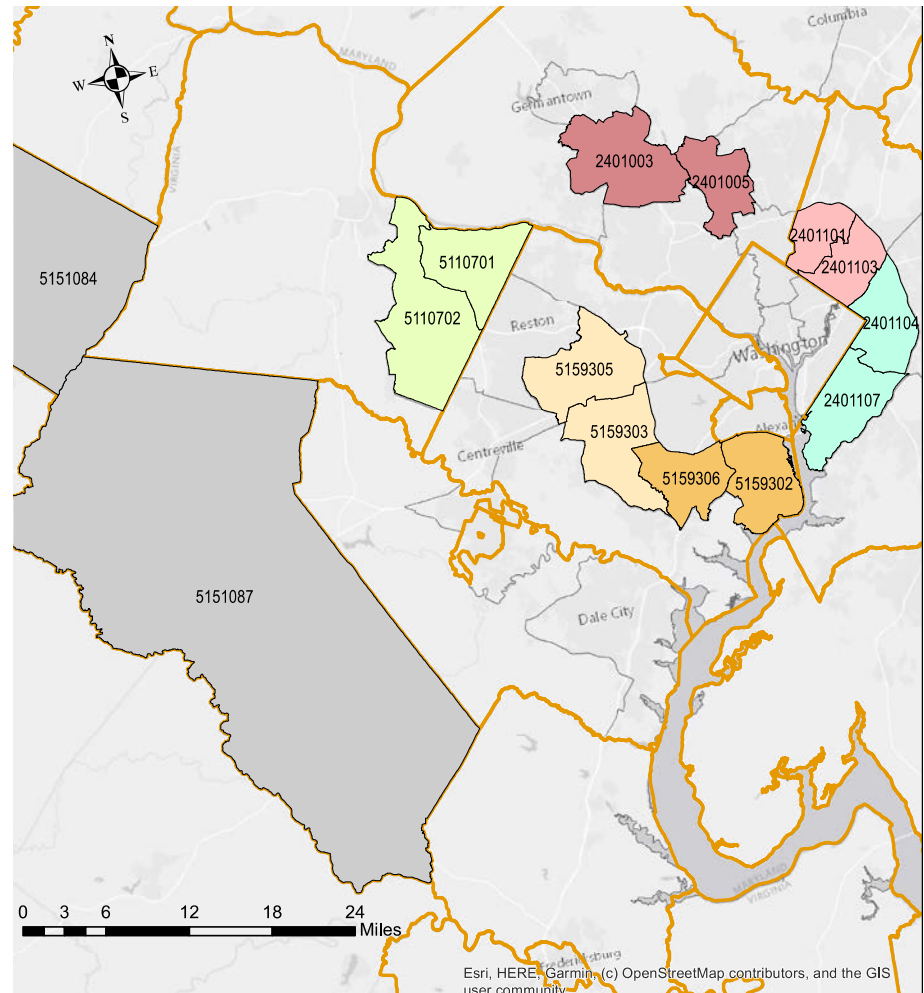 Columbia
MARYLAND
N
W E
S
Germantown
2401003
2401005
VIRGINIA
2401101
2401103
5110701
5151084
5110702
Reston
2401104
Washington
5159305
2401107
5159303
Centreville
5159306
5159302
5151087
Dale City
MARYLAND
VIRGINIA
0 3 6 12 18 24
Miles
Fredericksburg
Esri, HERE, Garmin, (c) OpenStreetMap contributors, and the GIS
user community